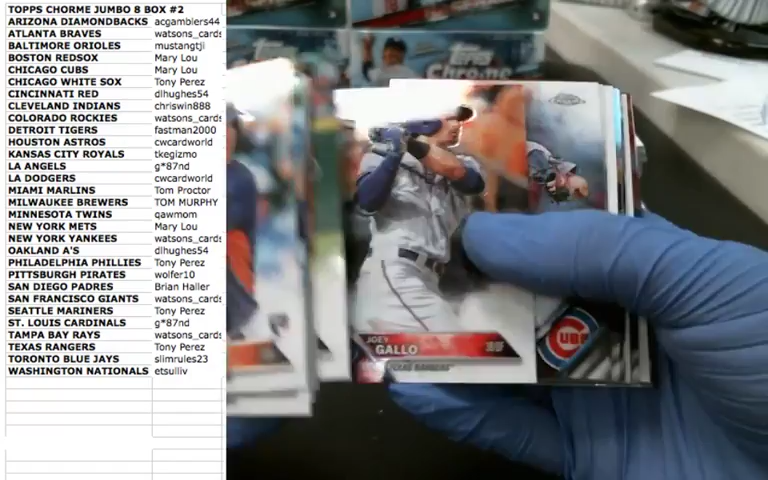 TOPPS CHORME JUMBO 8 BOX #2
ARIZONA DIAMONDBACKS acgamblers44
ATLANTA BRAVES watsons_cards
BALTIMORE ORIOLES mustangtji
BOSTON REDSOX Mary Lou
CHICAGO CUBS Mary Lou
CHICAGO WHITE SOX Tony Perez
CINCINNATI RED dlhughes54
CLEVELAND INDIANS chriswin888
COLORADO ROCKIES watsons_cards
DETROIT TIGERS fastman2000
HOUSTON ASTROS cwcardworld
KANSAS CITY ROYALS tkegizmo
LA ANGELS g*87nd
LA DODGERS cwcardworld
MIAMI MARLINS Tom Proctor
MILWAUKEE BREWERS TOM MURPHY
MINNESOTA TWINS qawmom
NEW YORK METS Mary Lou
NEW YORK YANKEES watsons_cards
OAKLAND A'S dlhughes54
PHILADELPHIA PHILLIES Tony Perez
PITTSBURGH PIRATES wolfer10
SAN DIEGO PADRES Brian Haller
SAN FRANCISCO GIANTS watsons_cards
SEATTLE MARINERS Tony Perez
ST. LOUIS CARDINALS g*87nd
TAMPA BAY RAYS watsons_cards
TEXAS RANGERS Tony Perez
TORONTO BLUE JAYS slimrules23
WASHINGTON NATIONALS etsulliv
Topps
Chrome
JOEY
GALLO
TEXAS RANGERS
CUBS